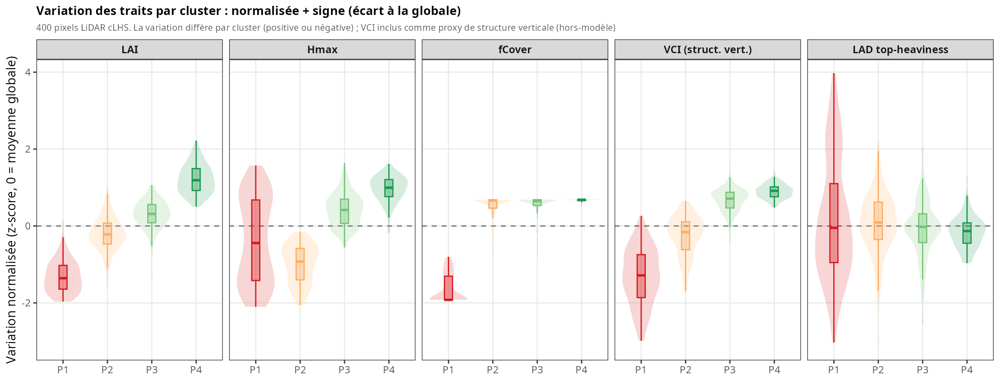 Variation des traits par cluster : normalisée + signe (écart à la globale)
400 pixels LiDAR cLHS. La variation diffère par cluster (positive ou négative) ; VCI inclus comme proxy de structure verticale (hors-modèle)
Variation normalisée (z-score, 0 = moyenne globale)
LAI
Hmax
fCover
VCI (struct. vert.)
LAD top-heaviness
4
2
0
-2
P1 P2 P3 P4
P1 P2 P3 P4
P1 P2 P3 P4
P1 P2 P3 P4
P1 P2 P3 P4